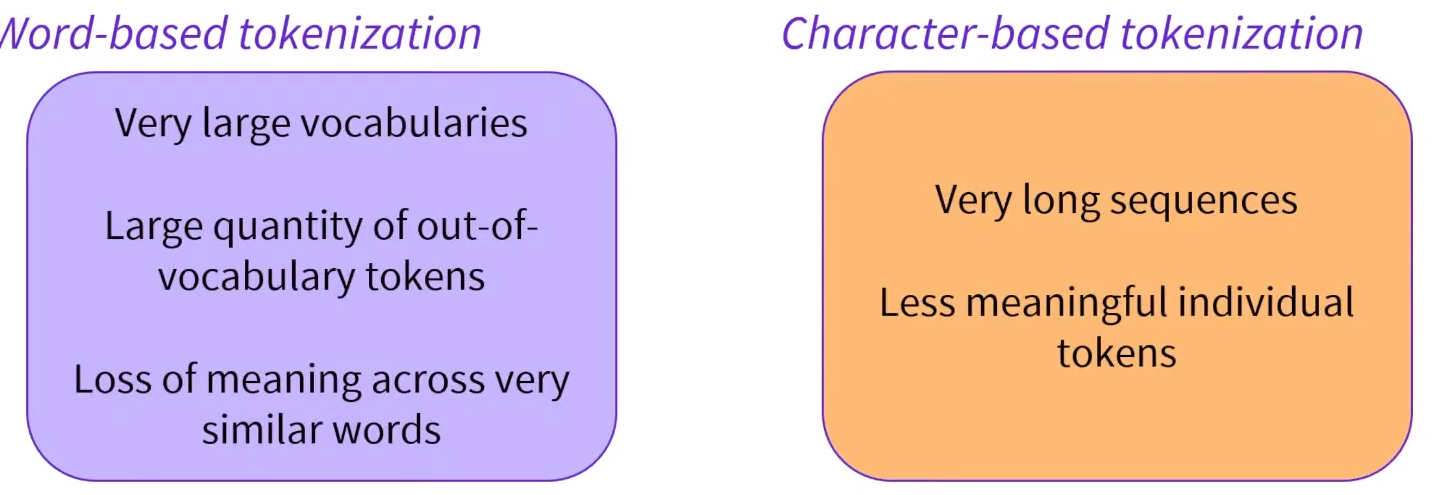 Word-based tokenization
Very large vocabularies
Large quantity of out-of-
vocabulary tokens
Loss of meaning across very
similar words
Character-based tokenization
Very long sequences
Less meaningful individual
tokens